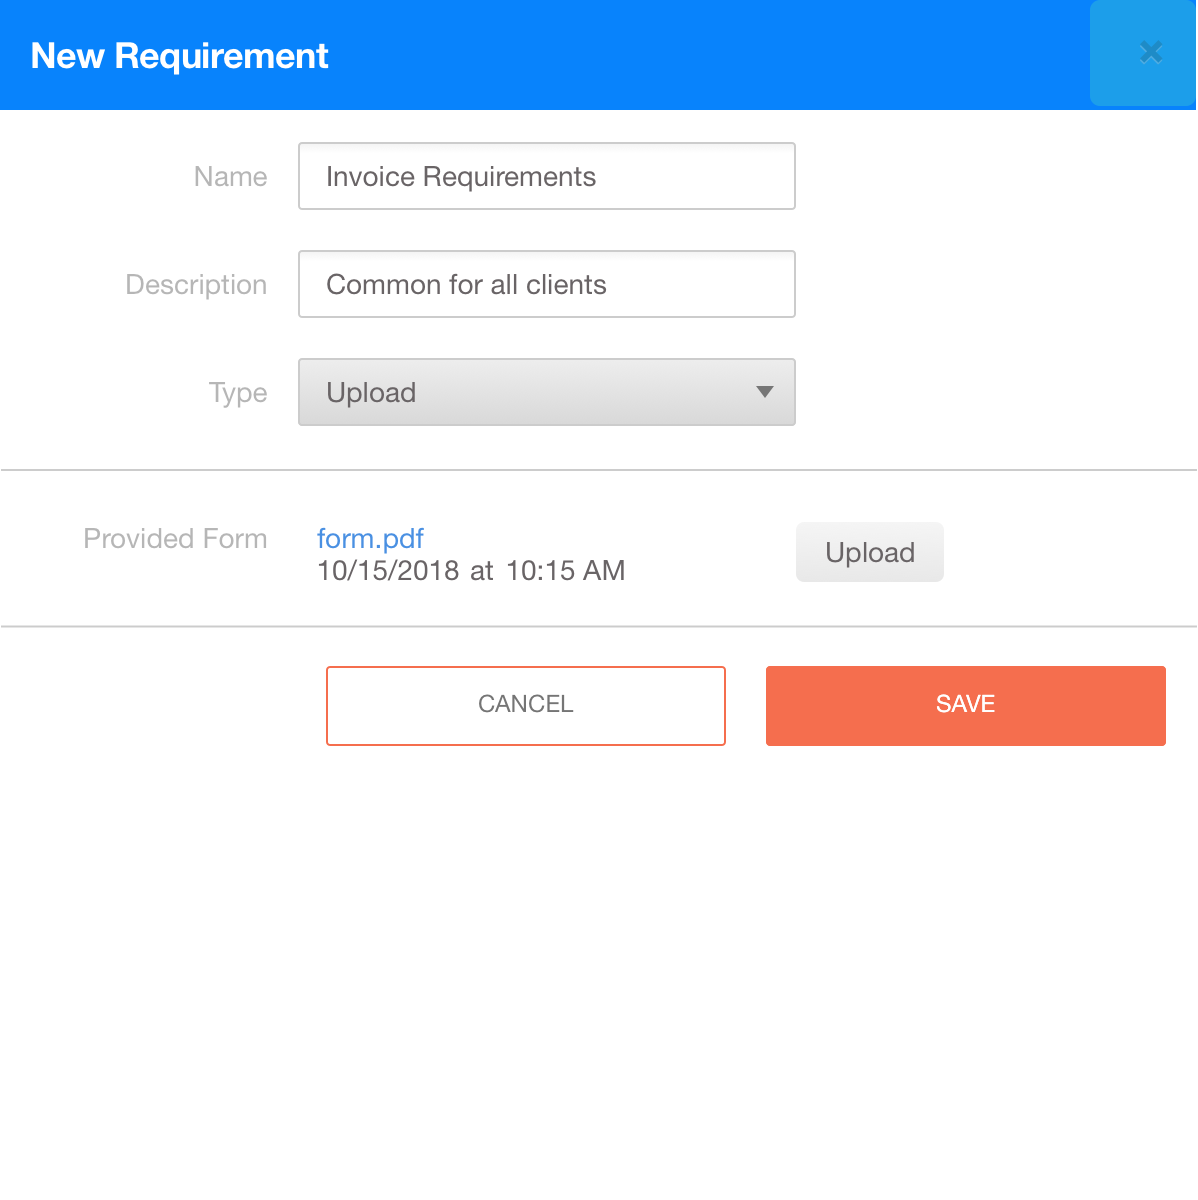 New Requirement
Name
Invoice Requirements
Description
Common for all clients
Type
Upload
Provided Form
form.pdf
10/15/2018 at 10:15 AM
Upload
CANCEL
SAVE